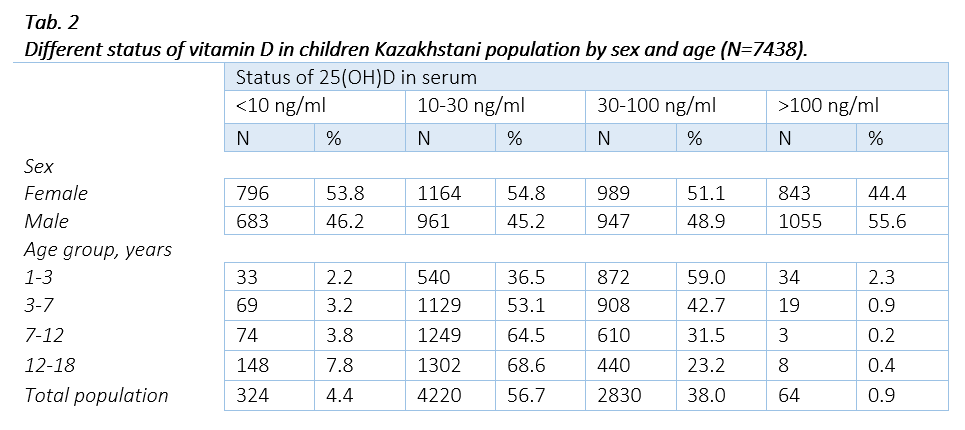 Tab. 2
Different status of vitamin D in children Kazakhstani population by sex and age (N=7438).
Status of 25(OH)D in serum
<10 ng/ml 10-30 ng/ml 30-100 ng/ml >100 ng/ml
N % N % N % N %
Sex
Female 796 53.8 1164 54.8 989 51.1 843 44.4
Male 683 46.2 961 45.2 947 48.9 1055 55.6
Age group, years
1-3 33 2.2 540 36.5 872 59.0 34 2.3
3-7 69 3.2 1129 53.1 908 42.7 19 0.9
7-12 74 3.8 1249 64.5 610 31.5 3 0.2
12-18 148 7.8 1302 68.6 440 23.2 8 0.4
Total population 324 4.4 4220 56.7 2830 38.0 64 0.9